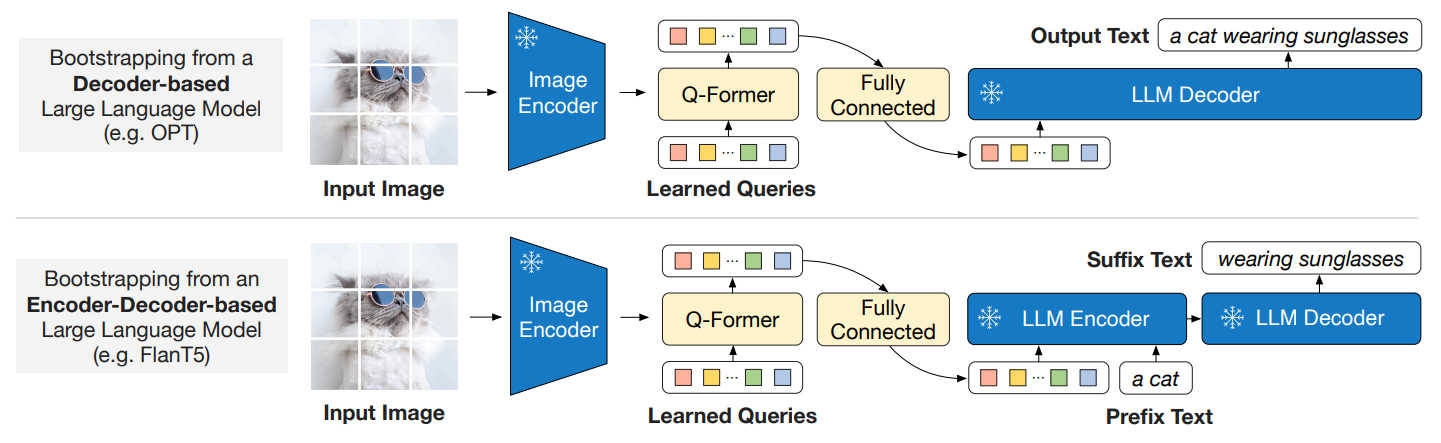 Bootstrapping from a
Decoder-based
Large Language Model
(e.g. OPT)
Input Image
Image
Encoder
Q-Former
Learned Queries
Fully
Connected
Output Text
a cat wearing sunglasses
LLM Decoder
Bootstrapping from an
Encoder-Decoder-based
Large Language Model
(e.g. FlanT5)
Input Image
Image
Encoder
Q-Former
Learned Queries
Fully
Connected
Suffix Text
wearing sunglasses
LLM Encoder
LLM Decoder
a cat
Prefix Text